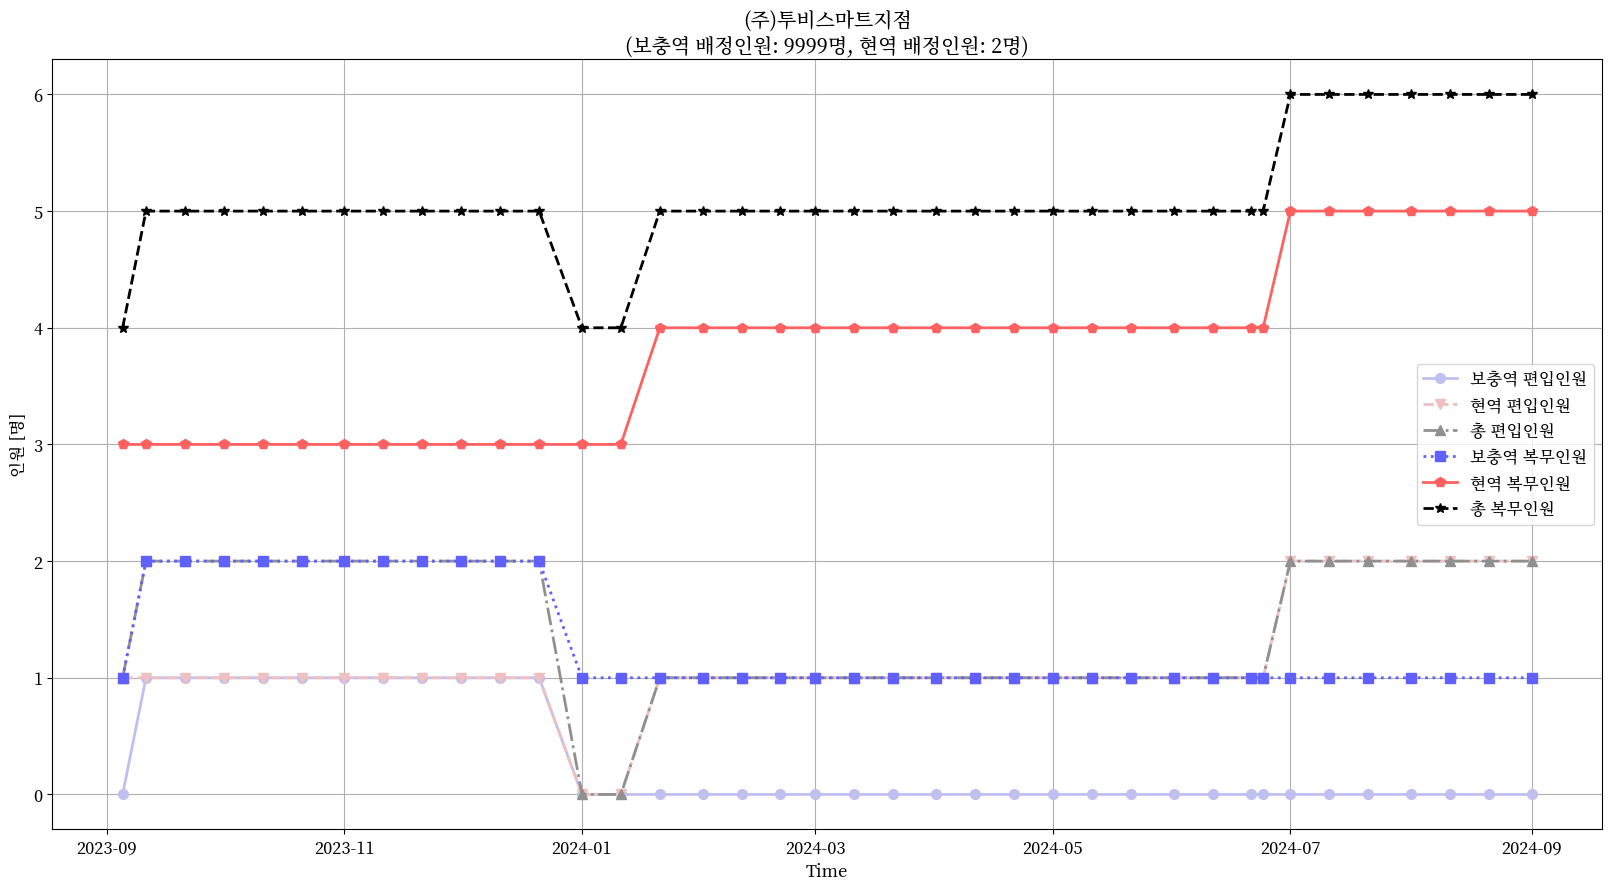 (주)투비스마트지점
(보충역 배정인원: 9999명, 현역 배정인원: 2명)
6
5
4
3
2
1
0
인원 [명]
보충역 편입인원
현역 편입인원
총 편입인원
보충역 복무인원
현역 복무인원
총 복무인원
2023-09 2023-11 2024-01 2024-03 2024-05 2024-07 2024-09
Time